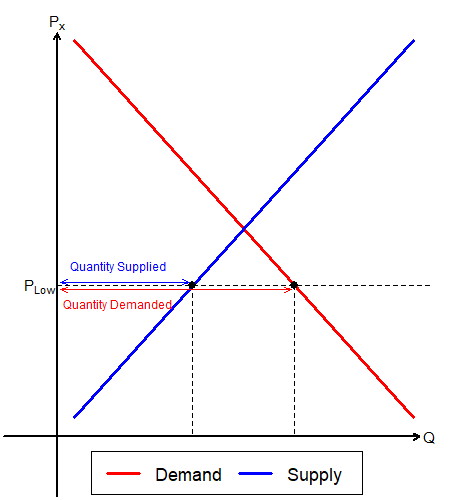 Px
Quantity Supplied
PLow
Quantity Demanded
Q
Demand Supply